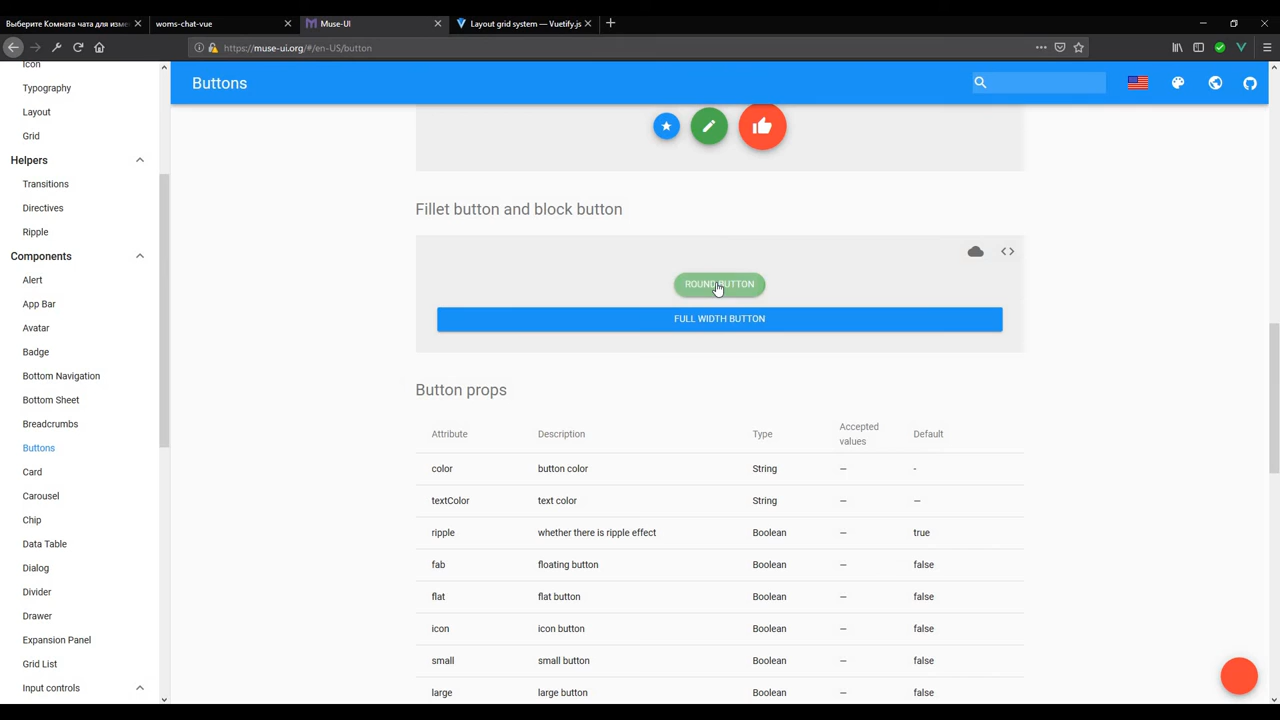 Выберите Комната чата для изме
woms-chat-vue
Muse-UI
Layout grid system — Vuetify.js
https://muse-ui.org/#/en-US/button
Icon
Typography
Layout
Grid
Helpers
Transitions
Directives
Ripple
Components
Alert
App Bar
Avatar
Badge
Bottom Navigation
Bottom Sheet
Breadcrumbs
Buttons
Card
Carousel
Chip
Data Table
Dialog
Divider
Drawer
Expansion Panel
Grid List
Input controls
Buttons
Fillet button and block button
ROUND BUTTON
FULL WIDTH BUTTON
Button props
Attribute Description Type Accepted values Default
color button color String — -
textColor text color String — —
ripple whether there is ripple effect Boolean — true
fab floating button Boolean — false
flat flat button Boolean — false
icon icon button Boolean — false
small small button Boolean — false
large large button Boolean — false